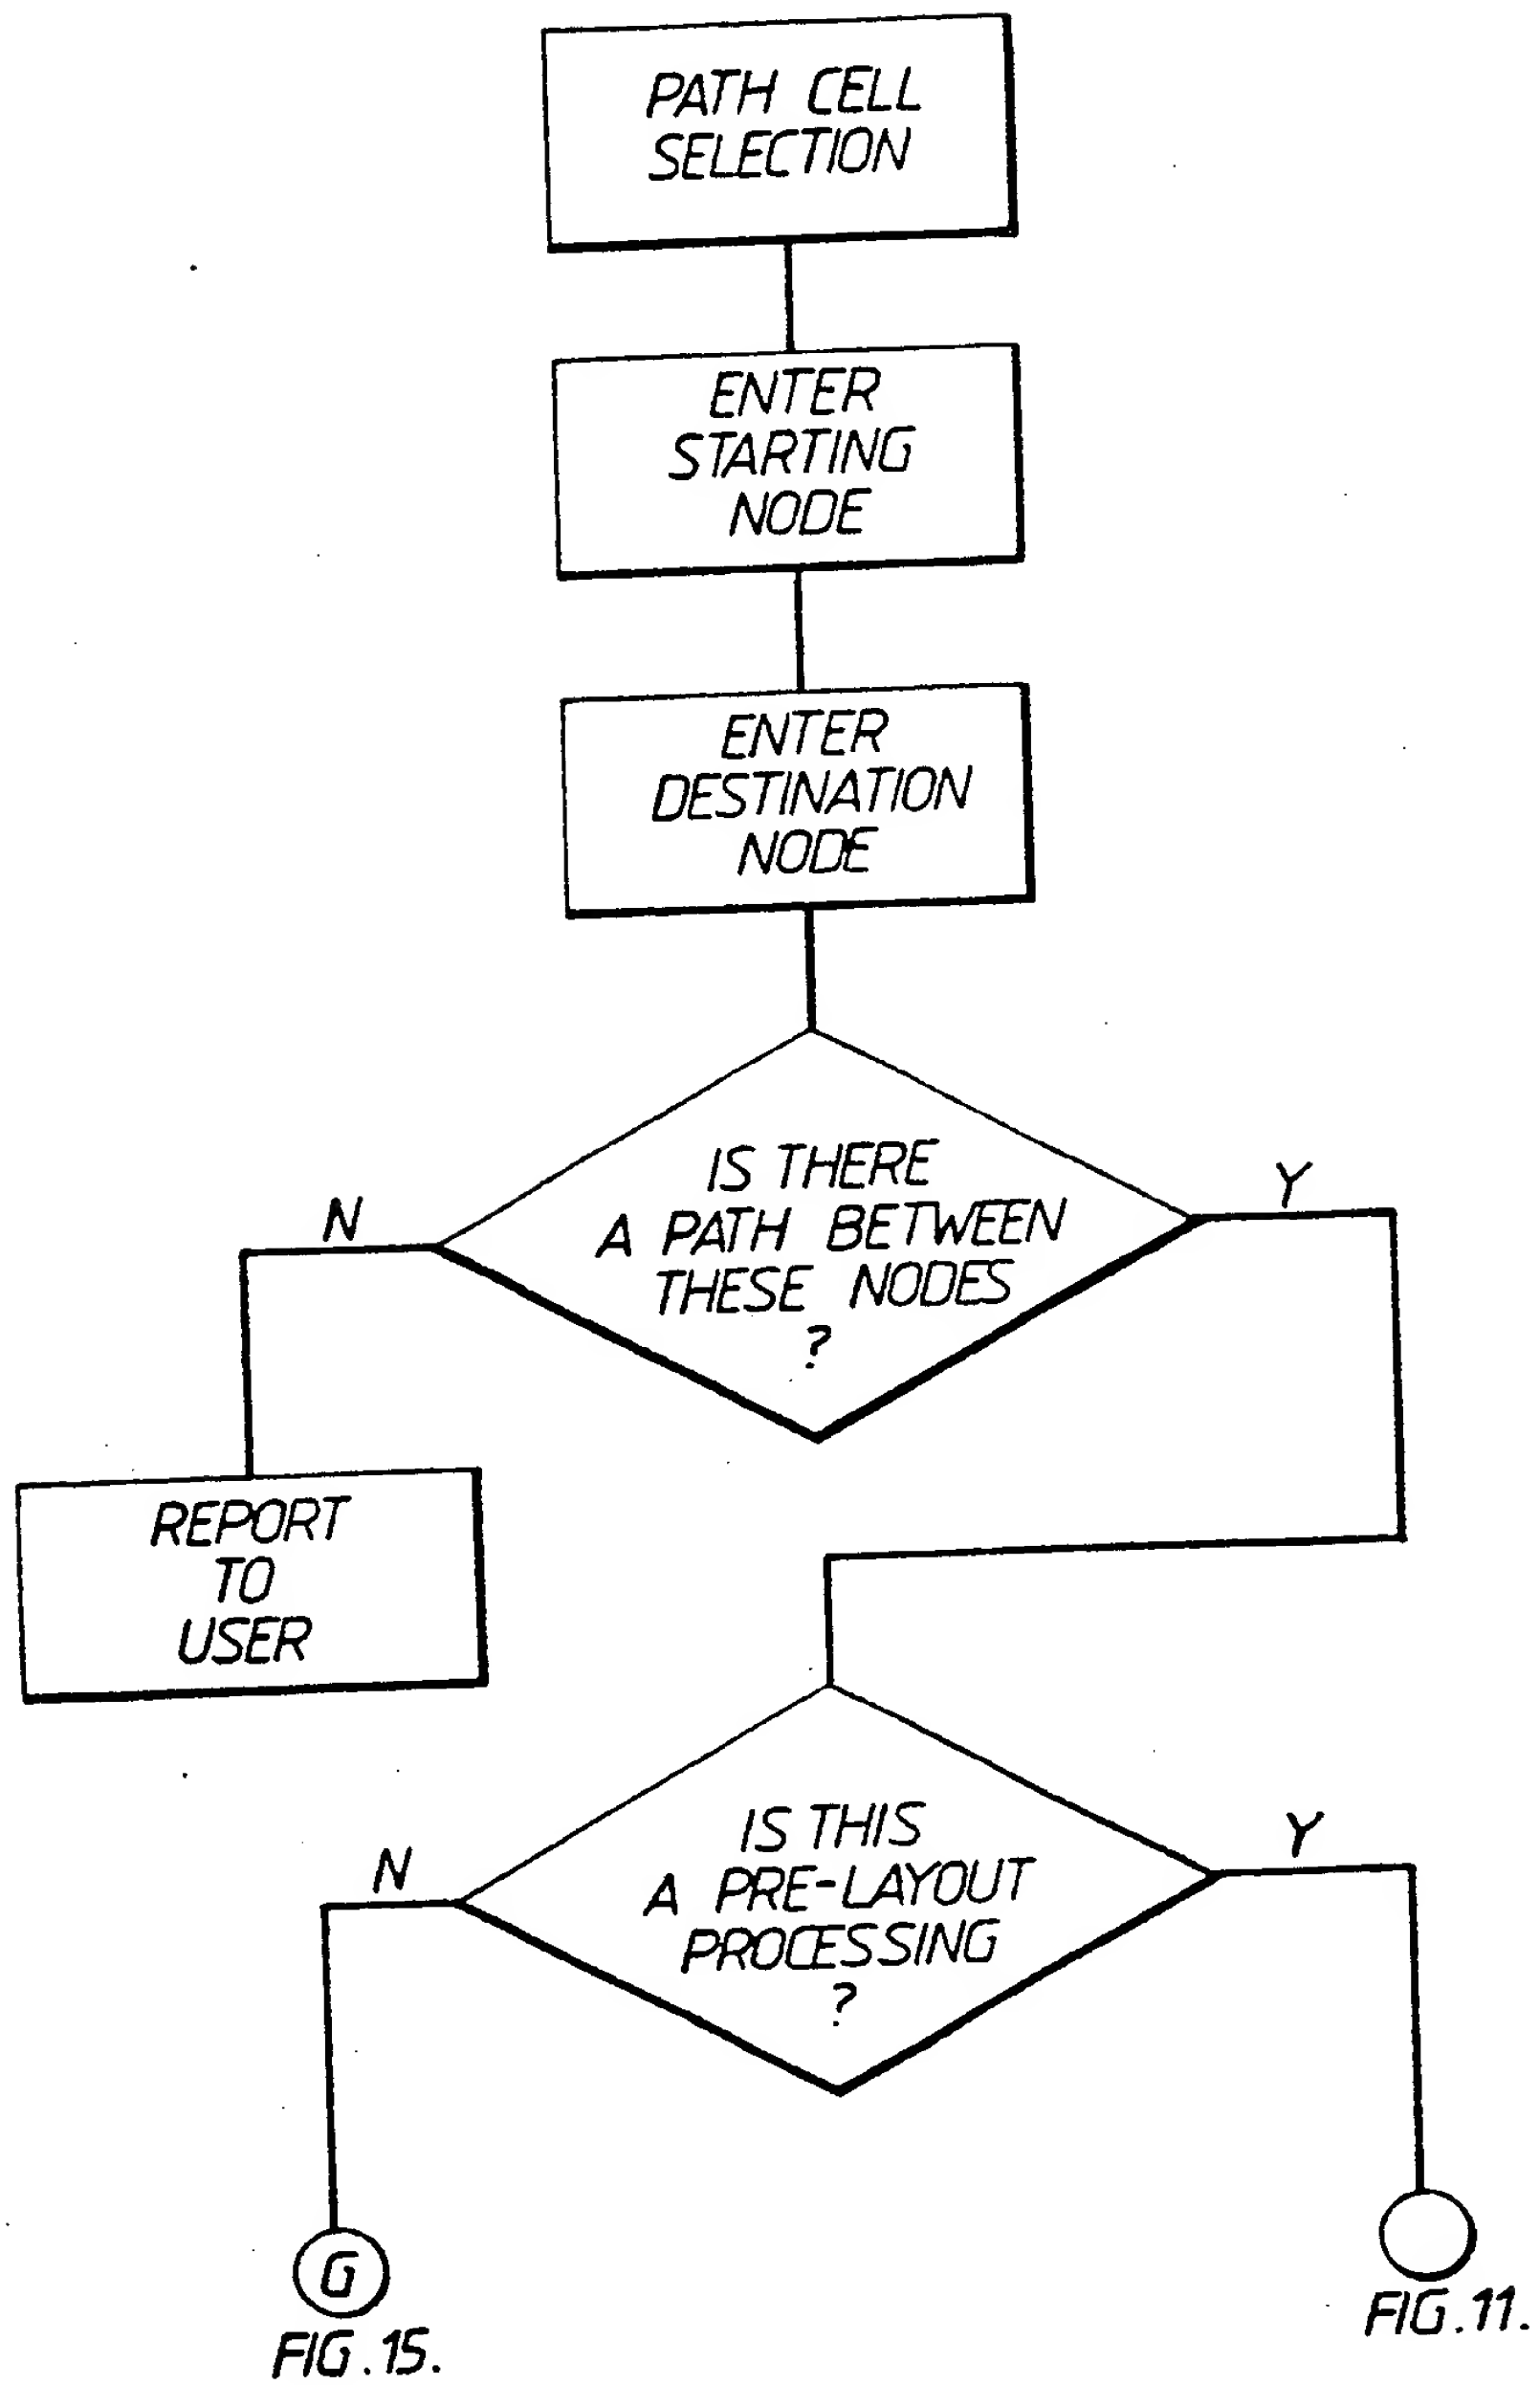 PATH CELL
SELECTION
ENTER
STARTING
NODE
ENTER
DESTINATION
NODE
IS THERE
A PATH BETWEEN
THESE NODES
?
N
Y
REPORT
TO
USER
IS THIS
A PRE-LAYOUT
PROCESSING
?
N
Y
G
FIG.15.
FIG.11.